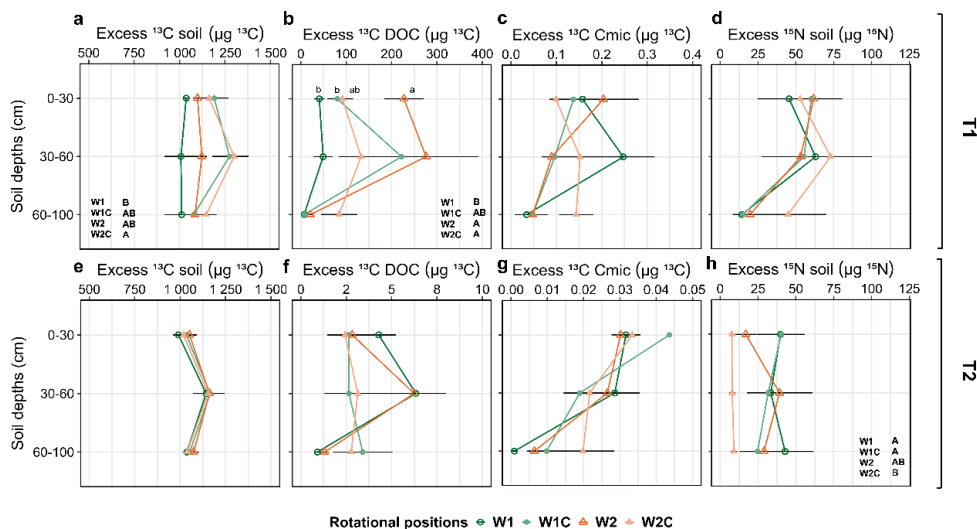 a b c d
Excess ¹³C soil (µg ¹³C) Excess ¹³C DOC (µg ¹³C) Excess ¹³C Cmic (µg ¹³C) Excess ¹⁵N soil (µg ¹⁵N)
500 750 1 000 1 250 1 500 0 100 200 300 400 0.0 0.1 0.2 0.3 0.4 0 25 50 75 100 125
T1
Soil depths (cm)
0-30
30-60
60-100
b b ab a
W1 B
W1C AB
W2 AB
W2C A
W1 B
W1C AB
W2 A
W2C A
e f g h
Excess ¹³C soil (µg ¹³C) Excess ¹³C DOC (µg ¹³C) Excess ¹³C Cmic (µg ¹³C) Excess ¹⁵N soil (µg ¹⁵N)
500 750 1 000 1 250 1 500 0 2 5 8 10 0.00 0.01 0.02 0.03 0.04 0.05 0 25 50 75 100 125
T2
Soil depths (cm)
0-30
30-60
60-100
W1 A
W1C A
W2 AB
W2C B
Rotational positions W1 W1C W2 W2C